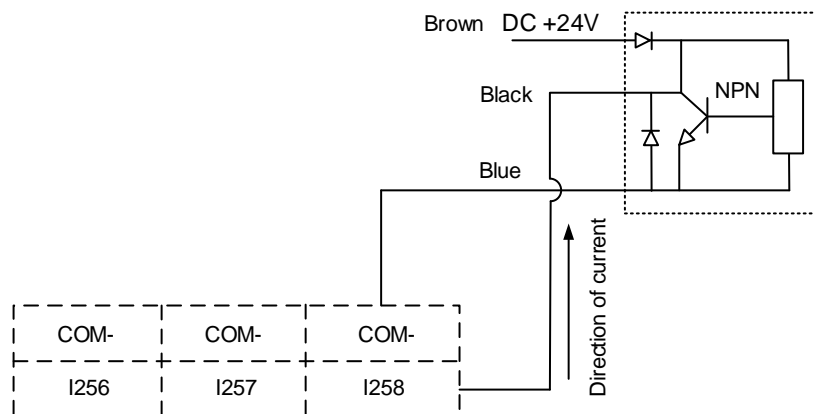 Brown DC +24V
Black
NPN
Blue
Direction of current
COM- COM- COM-
I256 I257 I258